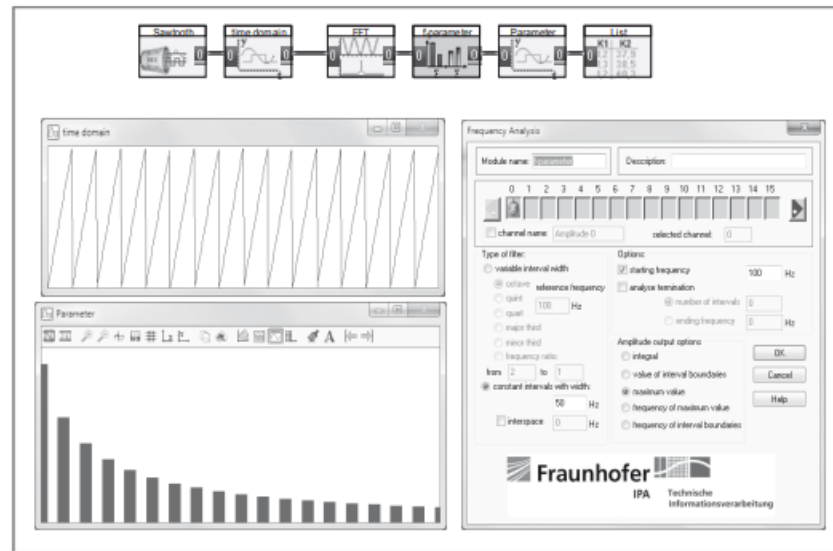 Sawtooth
time domain
FFT
f-parameter
Parameter
List
y
t
y
t
K1 K2
time domain
Parameter
Frequency Analysis
Module name: f-parameter
Description:
0 1 2 3 4 5 6 7 8 9 10 11 12 13 14 15
channel name: Amplitude 0 selected channel: 0
Type of filter:
variable interval width
octave reference frequency
quint 100 Hz
quart
major third
minor third
frequency ratio:
from 2 to 1
constant intervals with width:
50 Hz
interspace 0 Hz
Options:
starting frequency 100 Hz
analyse termination
number of intervals 0
ending frequency 0 Hz
Amplitude output options
integral
value of interval boundaries
maximum value
frequency of maximum value
frequency of interval boundaries
OK
Cancel
Help
Fraunhofer
IPA Technische
Informationsverarbeitung